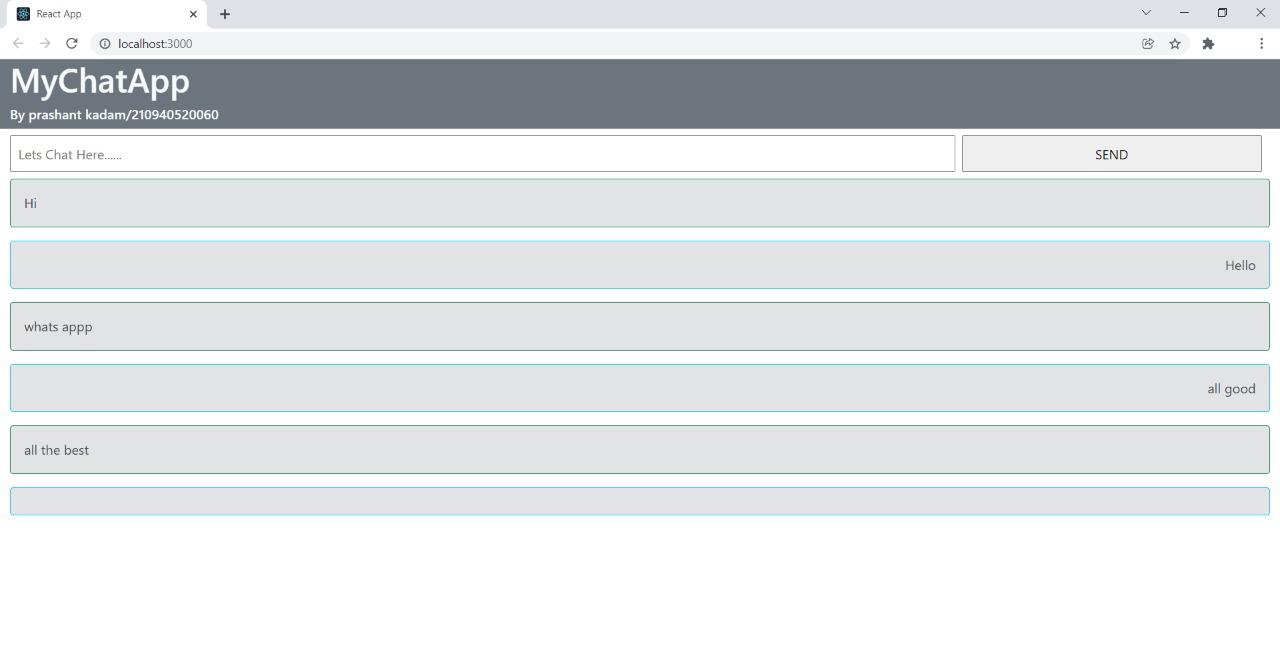 React App
localhost:3000
MyChatApp
By prashant kadam/210940520060
Lets Chat Here......
SEND
Hi
Hello
whats appp
all good
all the best